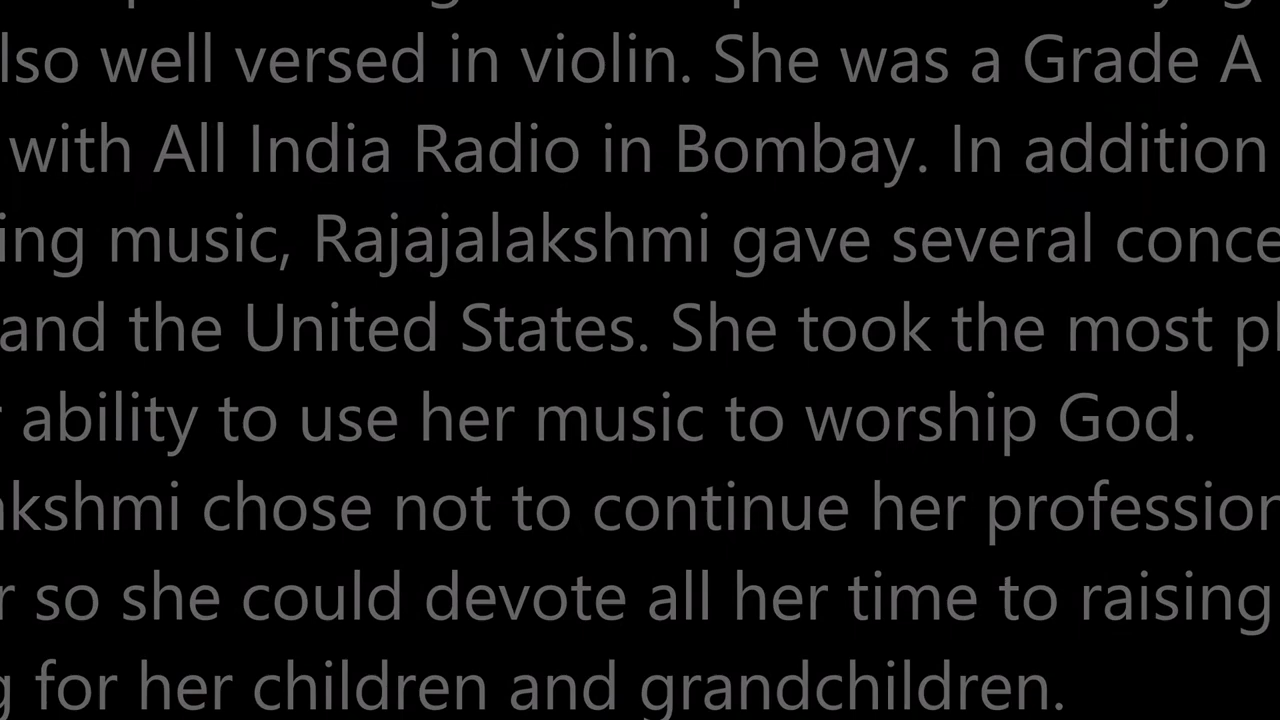 lso well versed in violin. She was a Grade A
with All India Radio in Bombay. In addition
ing music, Rajajalakshmi gave several conce
and the United States. She took the most pl
ability to use her music to worship God.
akshmi chose not to continue her profession
r so she could devote all her time to raising
g for her children and grandchildren.